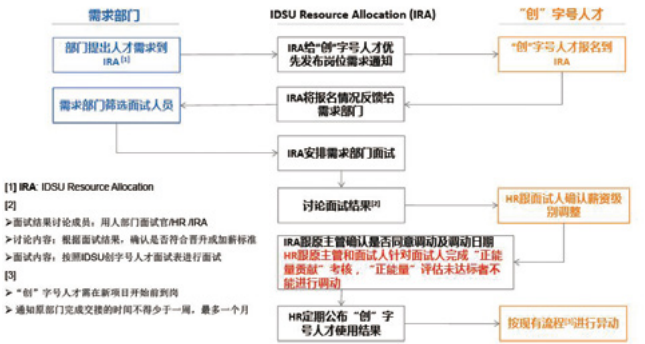 需求部门
IDSU Resource Allocation (IRA)
“创”字号人才
部门提出人才需求到
IRA [1]
IRA给“创”字号人才优
先发布岗位需求通知
“创”字号人才报名到
IRA
需求部门筛选面试人员
IRA将报名情况反馈给
需求部门
IRA安排需求部门面试
讨论面试结果[2]
HR跟面试人确认薪资级
别调整
IRA跟原主管确认是否同意调动及调动日期
HR跟原主管和面试人针对面试人完成“正能
量贡献”考核，“正能量”评估未达标者不
能进行调动
HR定期公布“创”字
号人才使用结果
按现有流程[3]进行异动
[1] IRA: IDSU Resource Allocation
[2]
➢面试结果讨论成员：用人部门面试官/HR /IRA
➢讨论内容：根据面试结果，确认是否符合晋升或加薪标准
➢面试内容：按照IDSU创字号人才面试表进行面试
[3]
➢ “创”字号人才需在新项目开始前到岗
➢ 通知原部门完成交接的时间不得少于一周，最多一个月